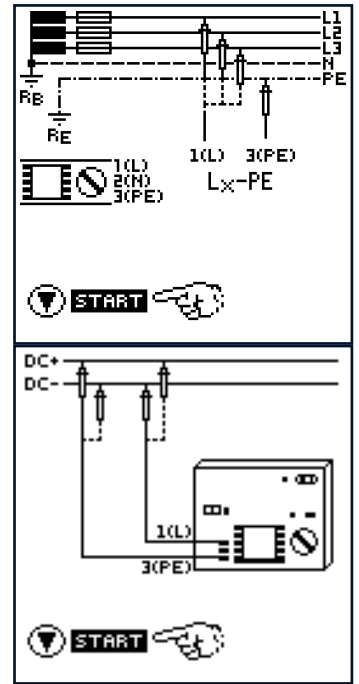 L1
L2
L3
N
PE
RB
RE
1(L) 3(PE)
LX-PE
1(L)
2(N)
3(PE)
START
DC+
DC-
1(L)
3(PE)
START